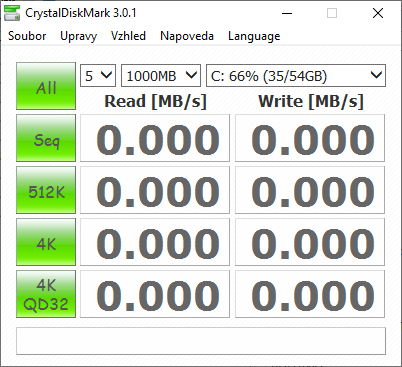 CrystalDiskMark 3.0.1
Soubor Úpravy Vzhled Nápověda Language
All 5 1000MB C: 66% (35/54GB)
Read [MB/s] Write [MB/s]
Seq 0.000 0.000
512K 0.000 0.000
4K 0.000 0.000
4K QD32 0.000 0.000